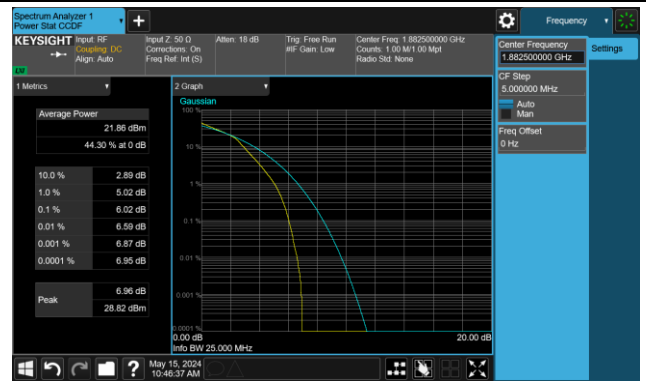 Spectrum Analyzer 1
Power Stat CCDF
Frequency
KEYSIGHT
Input: RF
Coupling: DC
Align: Auto
Input Z: 50 Ω
Corrections: On
Freq Ref: Int (S)
Atten: 18 dB
Trig: Free Run
#IF Gain: Low
Center Freq: 1.882500000 GHz
Counts: 1.00 M/1.00 Mpt
Radio Std: None
Center Frequency
1.882500000 GHz
Settings
CF Step
5.000000 MHz
Auto
Man
Freq Offset
0 Hz
1 Metrics
2 Graph
Average Power
21.86 dBm
44.30 % at 0 dB
10.0 % 2.89 dB
1.0 % 5.02 dB
0.1 % 6.02 dB
0.01 % 6.59 dB
0.001 % 6.87 dB
0.0001 % 6.95 dB
Peak
6.96 dB
28.82 dBm
Gaussian
100 %
10 %
1 %
0.1 %
0.01 %
0.001 %
0.0001 %
0.00 dB
20.00 dB
Info BW 25.000 MHz
May 15, 2024
10:46:37 AM